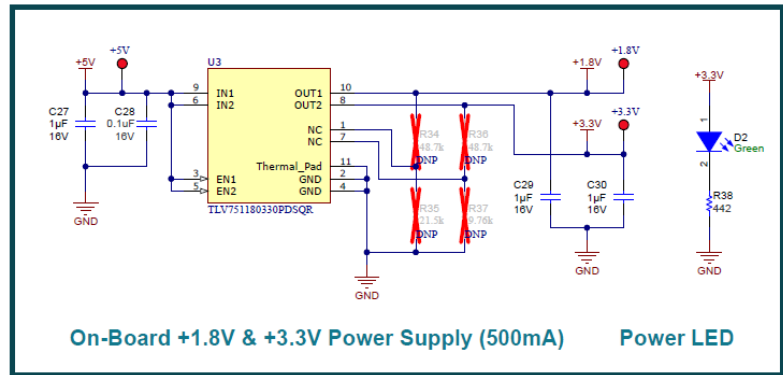 +5V
+5V
C27
1µF
16V
C28
0.1uF
16V
GND
U3
9 IN1
6 IN2
3 EN1
5 EN2
OUT1 10
OUT2 8
NC 1
NC 7
Thermal_Pad 11
GND 2
GND 4
TLV751180330PDSQR
R34
48.7k
DNP
R36
48.7k
DNP
R35
21.5k
DNP
R37
9.76k
DNP
GND
+1.8V
+1.8V
+3.3V
+3.3V
C29
1µF
16V
C30
1µF
16V
GND
+3.3V
1
D2
Green
2
R38
442
GND
On-Board +1.8V & +3.3V Power Supply (500mA)
Power LED